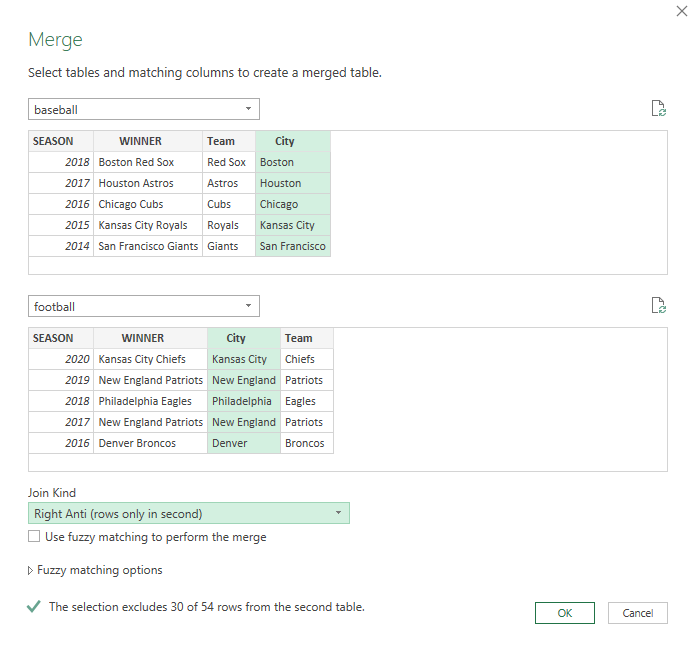 Merge
Select tables and matching columns to create a merged table.
baseball
SEASON WINNER Team City
2018 Boston Red Sox Red Sox Boston
2017 Houston Astros Astros Houston
2016 Chicago Cubs Cubs Chicago
2015 Kansas City Royals Royals Kansas City
2014 San Francisco Giants Giants San Francisco
football
SEASON WINNER City Team
2020 Kansas City Chiefs Kansas City Chiefs
2019 New England Patriots New England Patriots
2018 Philadelphia Eagles Philadelphia Eagles
2017 New England Patriots New England Patriots
2016 Denver Broncos Denver Broncos
Join Kind
Right Anti (rows only in second)
Use fuzzy matching to perform the merge
Fuzzy matching options
The selection excludes 30 of 54 rows from the second table.
OK Cancel